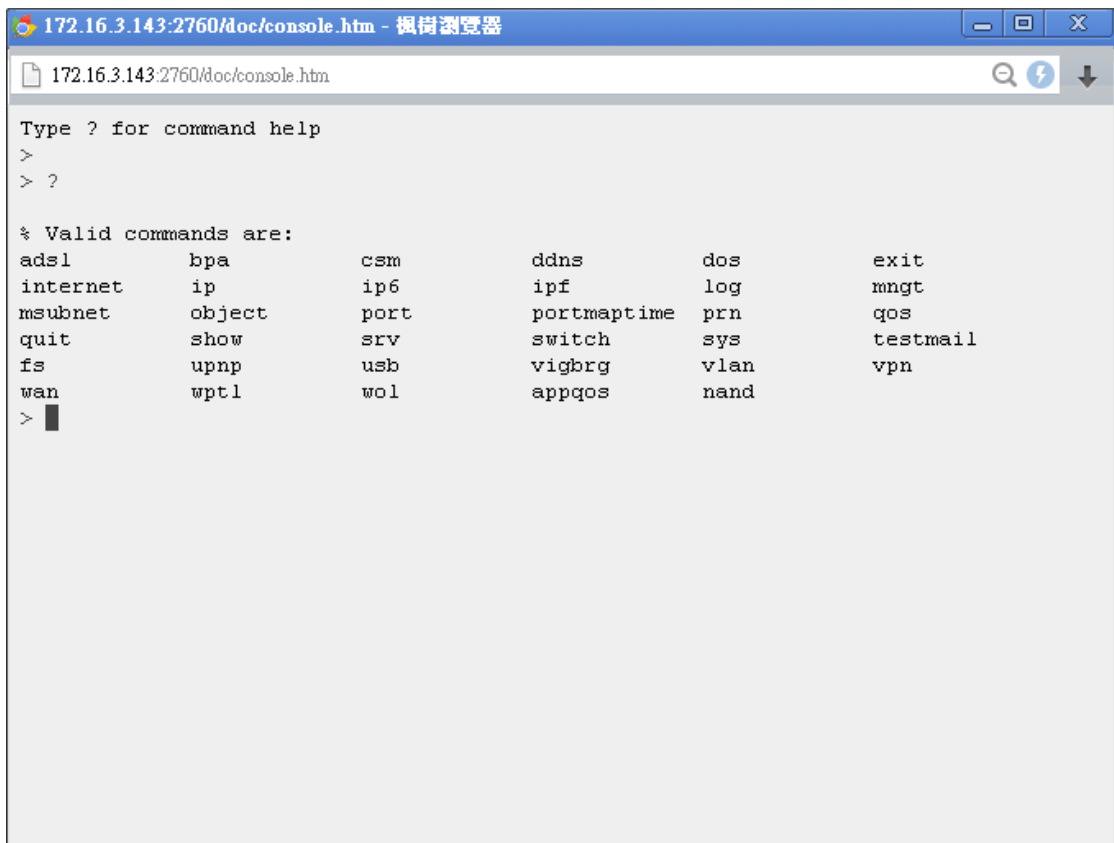 172.16.3.143:2760/doc/console.htm - 楓樹瀏覽器
172.16.3.143:2760/doc/console.htm
Type ? for command help
>
> ?
% Valid commands are:
adsl bpa csm ddns dos exit
internet ip ip6 ipf log mngt
msubnet object port portmaptime prn qos
quit show srv switch sys testmail
fs upnp usb vigbrg vlan vpn
wan wptl wol appqos nand
>